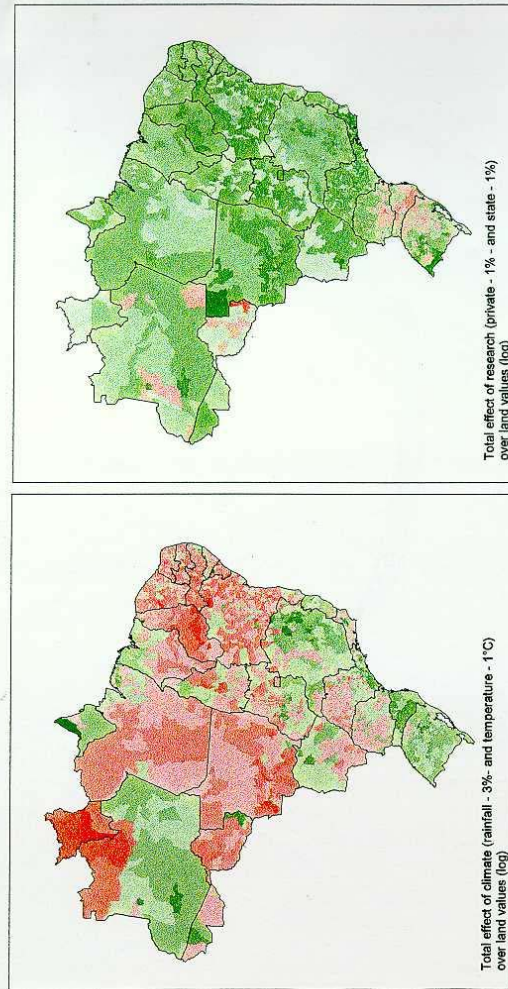 Total effect of research (private - 1% - and state - 1%)
over land values (log)
Total effect of climate (rainfall - 3%- and temperature - 1°C)
over land values (log)